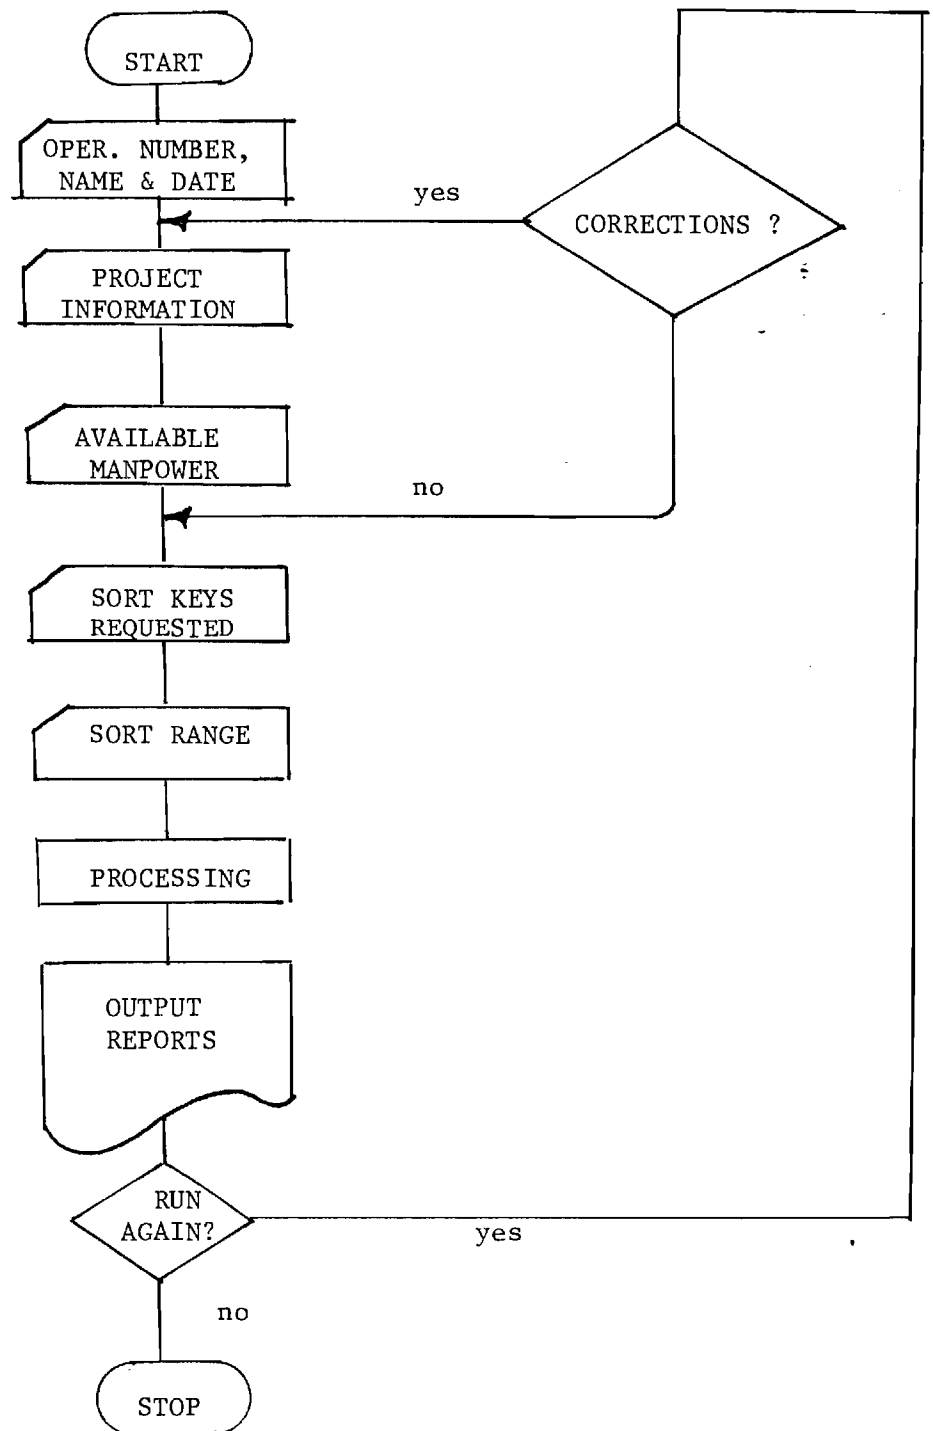 START
OPER. NUMBER,
NAME & DATE
yes
CORRECTIONS ?
PROJECT
INFORMATION
AVAILABLE
MANPOWER
no
SORT KEYS
REQUESTED
SORT RANGE
PROCESSING
OUTPUT
REPORTS
RUN
AGAIN?
yes
no
STOP